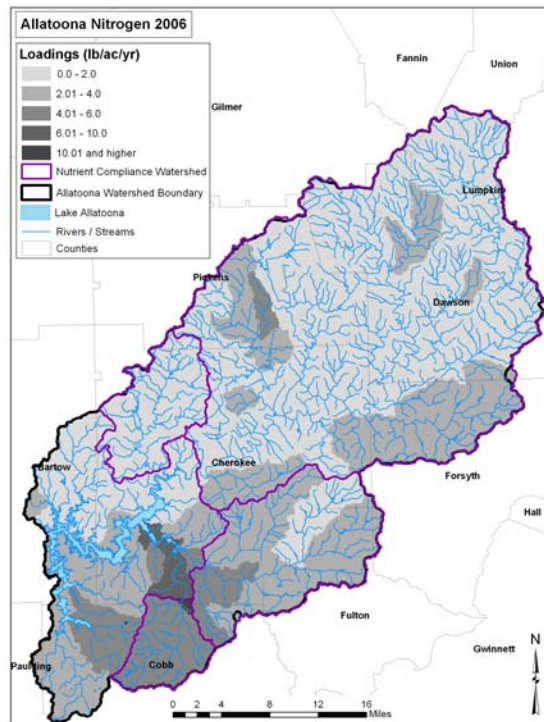 Allatoona Nitrogen 2006
Loadings (lb/ac/yr)
0.0 - 2.0
2.01 - 4.0
4.01 - 6.0
6.01 - 10.0
10.01 and higher
Nutrient Compliance Watershed
Allatoona Watershed Boundary
Lake Allatoona
Rivers / Streams
Counties
Fannin
Union
Gilmer
Lumpkin
Pickens
Dawson
Bartow
Cherokee
Forsyth
Hall
Fulton
Gwinnett
Paulding
Cobb
N
0 2 4 8 12 16
Miles